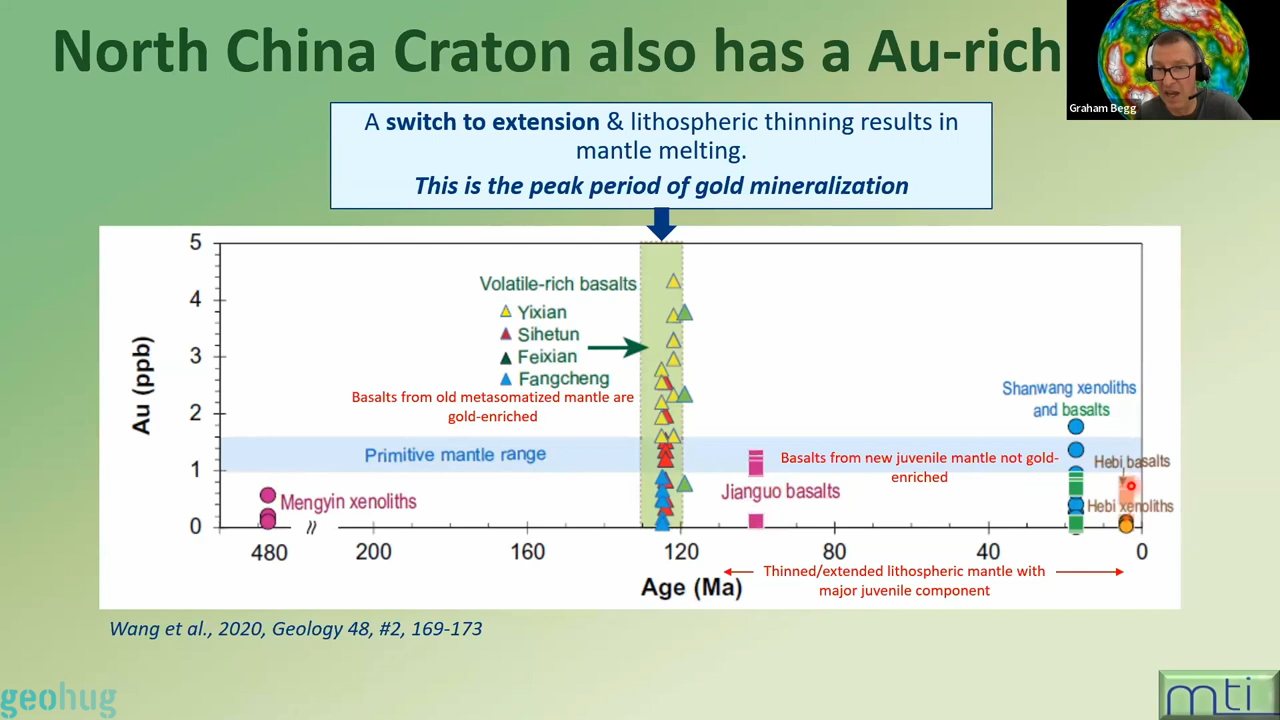 North China Craton also has a Au-rich
Graham Begg
A switch to extension & lithospheric thinning results in
mantle melting.
This is the peak period of gold mineralization
5
4
3
2
1
0
Au (ppb)
Volatile-rich basalts
Yixian
Sihetun
Feixian
Fangcheng
Basalts from old metasomatized mantle are
gold-enriched
Primitive mantle range
Mengyin xenoliths
Jianguo basalts
Basalts from new juvenile mantle not gold-
enriched
Shanwang xenoliths
and basalts
Hebi basalts
Hebi xenoliths
480 // 200 160 120 80 40 0
Age (Ma)
Thinned/extended lithospheric mantle with
major juvenile component
Wang et al., 2020, Geology 48, #2, 169-173
geohug
mti